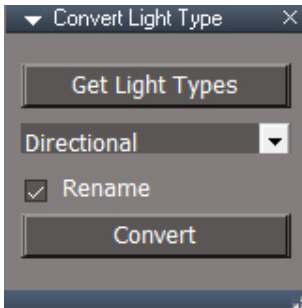 Convert Light Type
Get Light Types
Directional
Rename
Convert